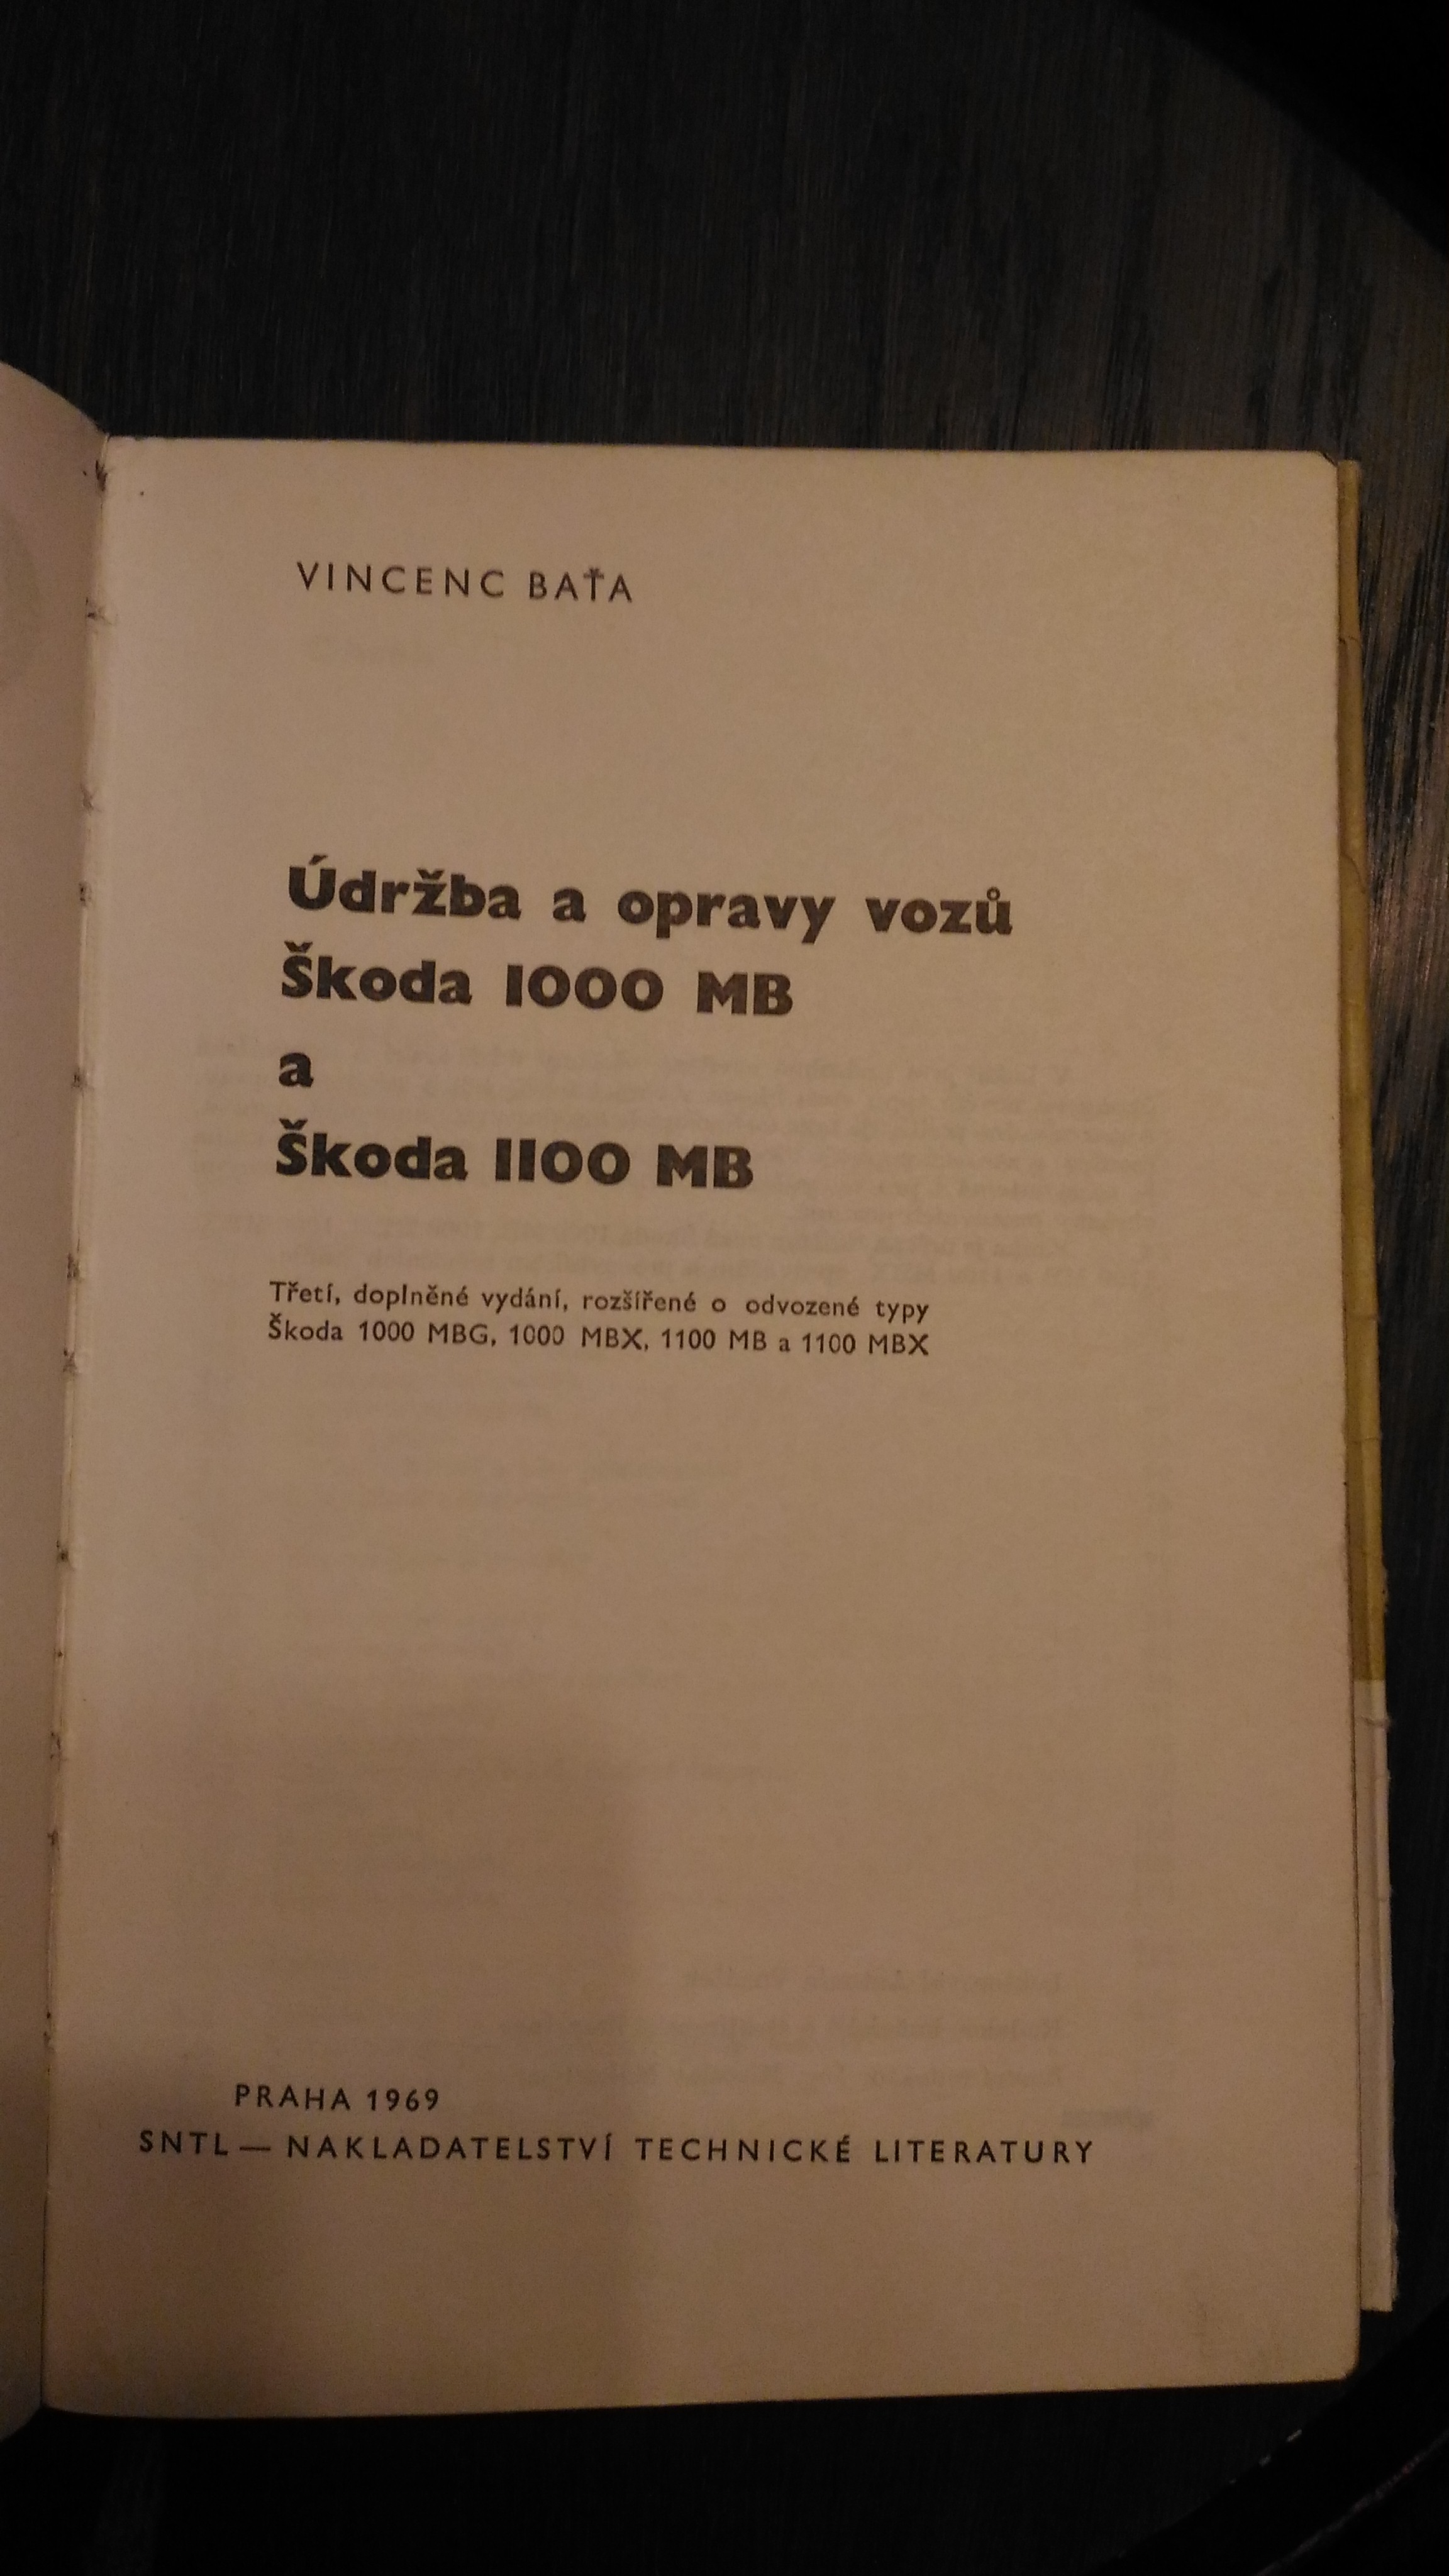 VINCENC BAŤA
Údržba a opravy vozů
Škoda 1000 MB
a
Škoda 1100 MB
Třetí, doplněné vydání, rozšířené o odvozené typy
Škoda 1000 MBG, 1000 MBX, 1100 MB a 1100 MBX
PRAHA 1969
SNTL — NAKLADATELSTVÍ TECHNICKÉ LITERATURY